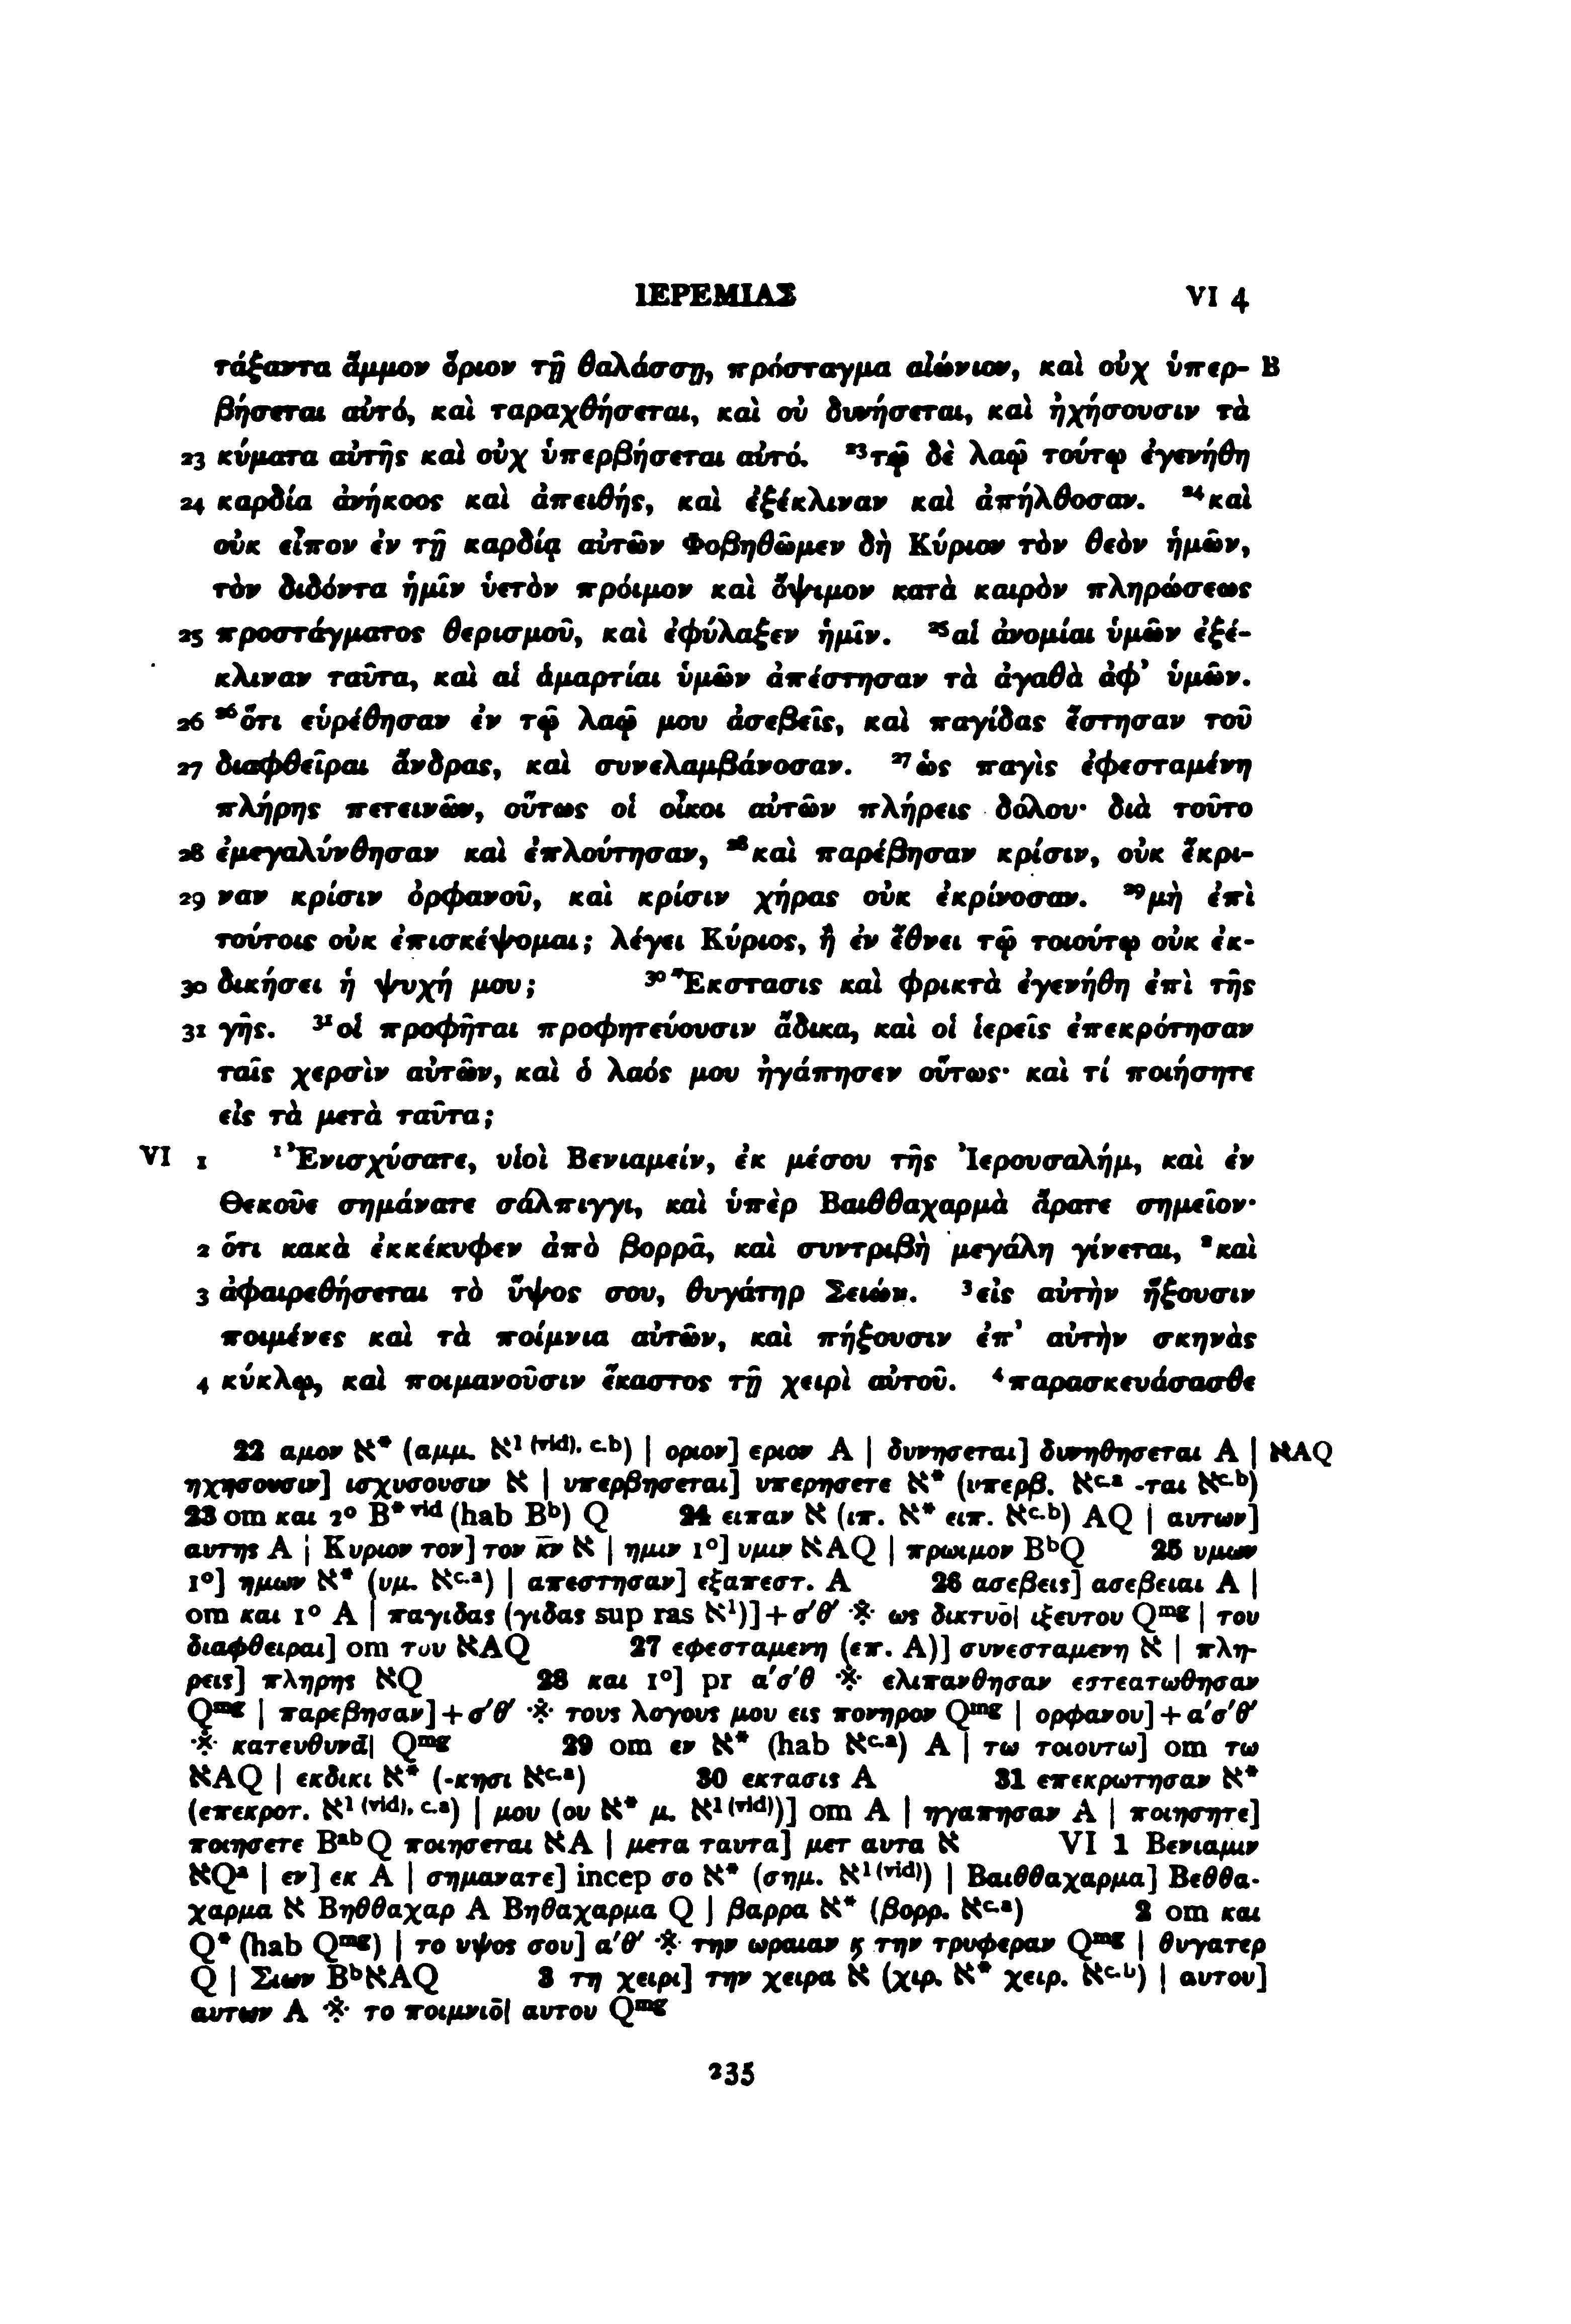 ΙΕΡΕΜΙΑΣ VI 4
τάξαντα ἄμμον ὅριον τῇ θαλάσσῃ, πρόσταγμα αἰώνιον, καὶ οὐχ ὑπερ- B
βήσεται αὐτό, καὶ ταραχθήσεται, καὶ οὐ δυνήσεται, καὶ ἠχήσουσιν τὰ
23 κύματα αὐτῆς καὶ οὐχ ὑπερβήσεται αὐτό. ²³τῷ δὲ λαῷ τούτῳ ἐγενήθη
24 καρδία ἀνήκοος καὶ ἀπειθής, καὶ ἐξέκλιναν καὶ ἀπήλθοσαν. ²⁴καὶ
οὐκ εἶπον ἐν τῇ καρδίᾳ αὐτῶν Φοβηθῶμεν δὴ Κύριον τὸν θεὸν ἡμῶν,
τὸν διδόντα ἡμῖν ὑετὸν πρόιμον καὶ ὄψιμον κατὰ καιρὸν πληρώσεως
25 προστάγματος θερισμοῦ, καὶ ἐφύλαξεν ἡμῖν. ²⁵αἱ ἀνομίαι ὑμῶν ἐξέ-
κλιναν ταῦτα, καὶ αἱ ἁμαρτίαι ὑμῶν ἀπέστησαν τὰ ἀγαθὰ ἀφ᾽ ὑμῶν.
26 ²⁶ὅτι εὑρέθησαν ἐν τῷ λαῷ μου ἀσεβεῖς, καὶ παγίδας ἔστησαν τοῦ
27 διαφθεῖραι ἄνδρας, καὶ συνελαμβάνοσαν. ²⁷ὡς παγὶς ἐφεσταμένη
πλήρης πετεινῶν, οὕτως οἱ οἶκοι αὐτῶν πλήρεις δόλου· διὰ τοῦτο
28 ἐμεγαλύνθησαν καὶ ἐπλούτησαν, ²⁸καὶ παρέβησαν κρίσιν, οὐκ ἔκρι-
29 ναν κρίσιν ὀρφανοῦ, καὶ κρίσιν χήρας οὐκ ἐκρίνοσαν. ²⁹μὴ ἐπὶ
τούτοις οὐκ ἐπισκέψομαι; λέγει Κύριος, ἢ ἐν ἔθνει τῷ τοιούτῳ οὐκ ἐκ-
30 δικήσει ἡ ψυχή μου; ³⁰Ἔκστασις καὶ φρικτὰ ἐγενήθη ἐπὶ τῆς
31 γῆς. ³¹οἱ προφῆται προφητεύουσιν ἄδικα, καὶ οἱ ἱερεῖς ἐπεκρότησαν
ταῖς χερσὶν αὐτῶν, καὶ ὁ λαός μου ἠγάπησεν οὕτως· καὶ τί ποιήσητε
εἰς τὰ μετὰ ταῦτα;
VI 1 ¹Ἐνισχύσατε, υἱοὶ Βενιαμείν, ἐκ μέσου τῆς Ἰερουσαλήμ, καὶ ἐν
Θεκοῦε σημάνατε σάλπιγγι, καὶ ὑπὲρ Βαιθθαχαρμὰ ἄρατε σημεῖον·
2 ὅτι κακὰ ἐκκέκυφεν ἀπὸ βορρᾶ, καὶ συντριβὴ μεγάλη γίνεται, ²καὶ
3 ἀφαιρεθήσεται τὸ ὕψος σου, θυγάτηρ Σειών. ³εἰς αὐτὴν ἥξουσιν
ποιμένες καὶ τὰ ποίμνια αὐτῶν, καὶ πήξουσιν ἐπ᾽ αὐτὴν σκηνὰς
4 κύκλῳ, καὶ ποιμανοῦσιν ἕκαστος τῇ χειρὶ αὐτοῦ. ⁴παρασκευάσασθε
22 αμον א* (αμμ. א¹ ⁽ᵛⁱᵈ⁾· ᶜ·ᵇ) | οριον] εριον A | δυνησεται] δυνηθησεται A | אAQ
ηχησουσιν] ισχυσουσιν א | υπερβησεται] υπερησετε א* (υπερβ. אᶜ·ᵃ -ται אᶜ·ᵇ)
23 om και 2° B* ᵛⁱᵈ (hab Bᵇ) Q 24 ειπαν א (ιπ. א* ειπ. אᶜ·ᵇ) AQ | αυτων]
αυτης A | Κυριον τον] τον κ̅ν̅ א | ημιν 1°] υμιν אAQ | πρωιμον BᵇQ 25 υμων
1°] ημων א* (υμ. אᶜ·ᵃ) | απεστησαν] εξαπεστ. A 26 ασεβεις] ασεβειαι A |
om και 1° A | παγιδας (γιδας sup ras א¹)] + σ′θ′ ※ ως δικτυο̅| ιξευτου Qᵐᵍ | του
διαφθειραι] om του אAQ 27 εφεσταμενη (επ. A)] συνεσταμενη א | πλη-
ρεις] πληρης אQ 28 και 1°] pr α′σ′θ ※ ελιπανθησαν εστεατωθησαν
Qᵐᵍ | παρεβησαν] + σ′θ′ ※ τους λογους μου εις πονηρον Qᵐᵍ | ορφανου] + α′σ′θ′
※ κατευθυνα̅| Qᵐᵍ 29 om εν א* (hab אᶜ·ᵃ) A | τω τοιουτω] om τω
אAQ | εκδικι א* (-κησι אᶜ·ᵃ) 30 εκτασις A 31 επεκρωτησαν א*
(επεκροτ. א¹ ⁽ᵛⁱᵈ⁾· ᶜ·ᵃ) | μου (ου א* μ. א¹ ⁽ᵛⁱᵈ⁾)] om A | ηγαπησαν A | ποιησητε]
ποιησετε BᵃᵇQ ποιησεται אA | μετα ταυτα] μετ αυτα א VI 1 Βενιαμιν
אQᵃ | εν] εκ A | σημανατε] incep σο א* (σημ. א¹ ⁽ᵛⁱᵈ⁾) | Βαιθθαχαρμα] Βεθθα-
χαρμα א Βηθθαχαρ A Βηθαχαρμα Q | βαρρα א* (βορρ. אᶜ·ᵃ) 2 om και
Q* (hab Qᵐᵍ) | το υψος σου] α′θ′ ※ την ωραιαν ϗ την τρυφεραν Qᵐᵍ | θυγατερ
Q | Σιων BᵇאAQ 3 τη χειρι] την χειρα א (χιρ. א* χειρ. אᶜ·ᵇ) | αυτου]
αυτων A ※ το ποιμνιο̅| αυτου Qᵐᵍ
235